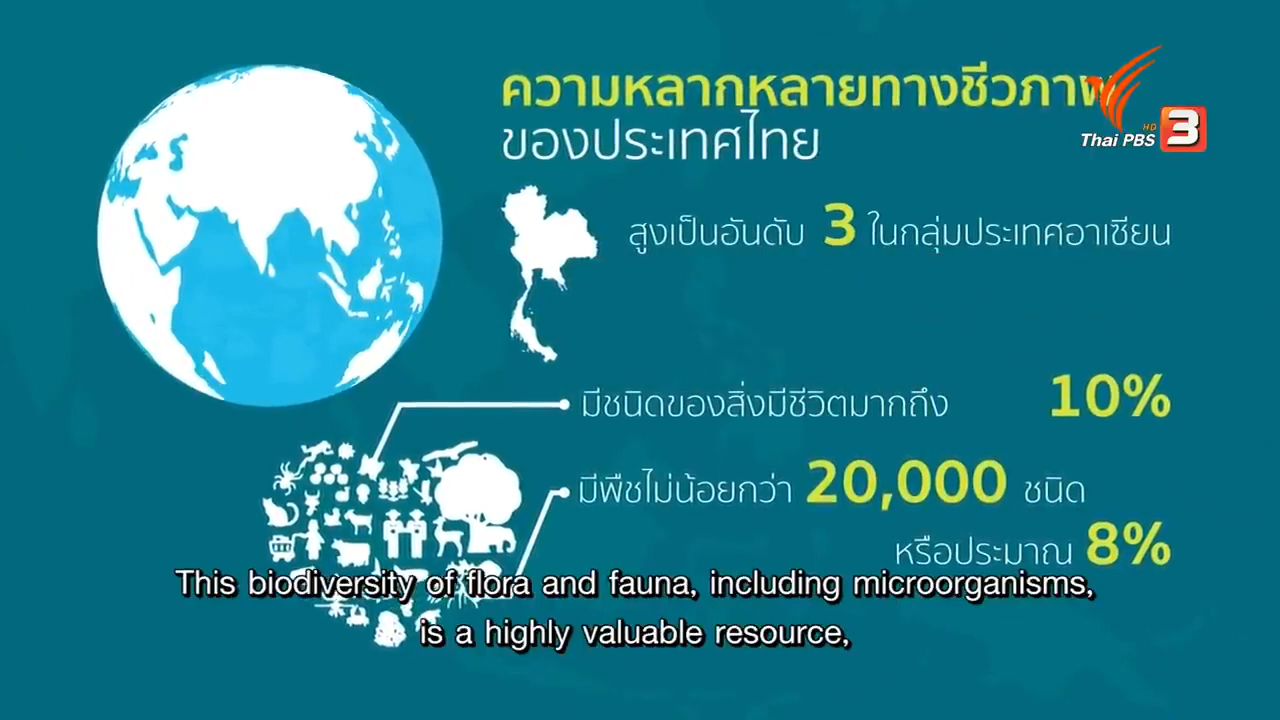 ความหลากหลายทางชีวภาพ
ของประเทศไทย
HD
Thai PBS 3
สูงเป็นอันดับ 3 ในกลุ่มประเทศอาเซียน
มีชนิดของสิ่งมีชีวิตมากถึง 10%
มีพืชไม่น้อยกว่า 20,000 ชนิด
หรือประมาณ 8%
This biodiversity of flora and fauna, including microorganisms,
is a highly valuable resource,